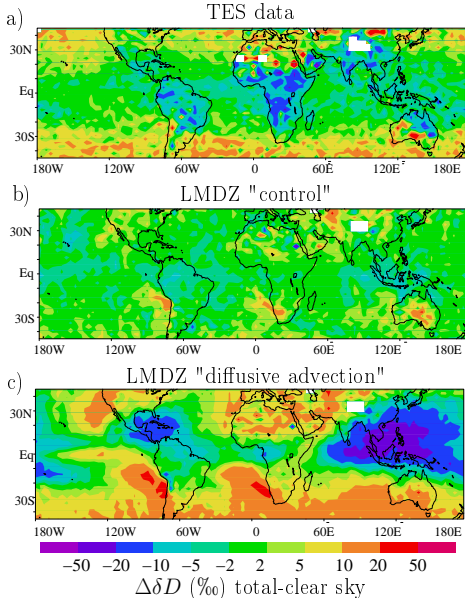 a) TES data
30N
Eq
30S
180W 120W 60W 0 60E 120E 180E
b) LMDZ "control"
30N
Eq
30S
180W 120W 60W 0 60E 120E 180E
c) LMDZ "diffusive advection"
30N
Eq
30S
180W 120W 60W 0 60E 120E 180E
−50 −20 −10 −5 −2 2 5 10 20 50
ΔδD (‰) total-clear sky